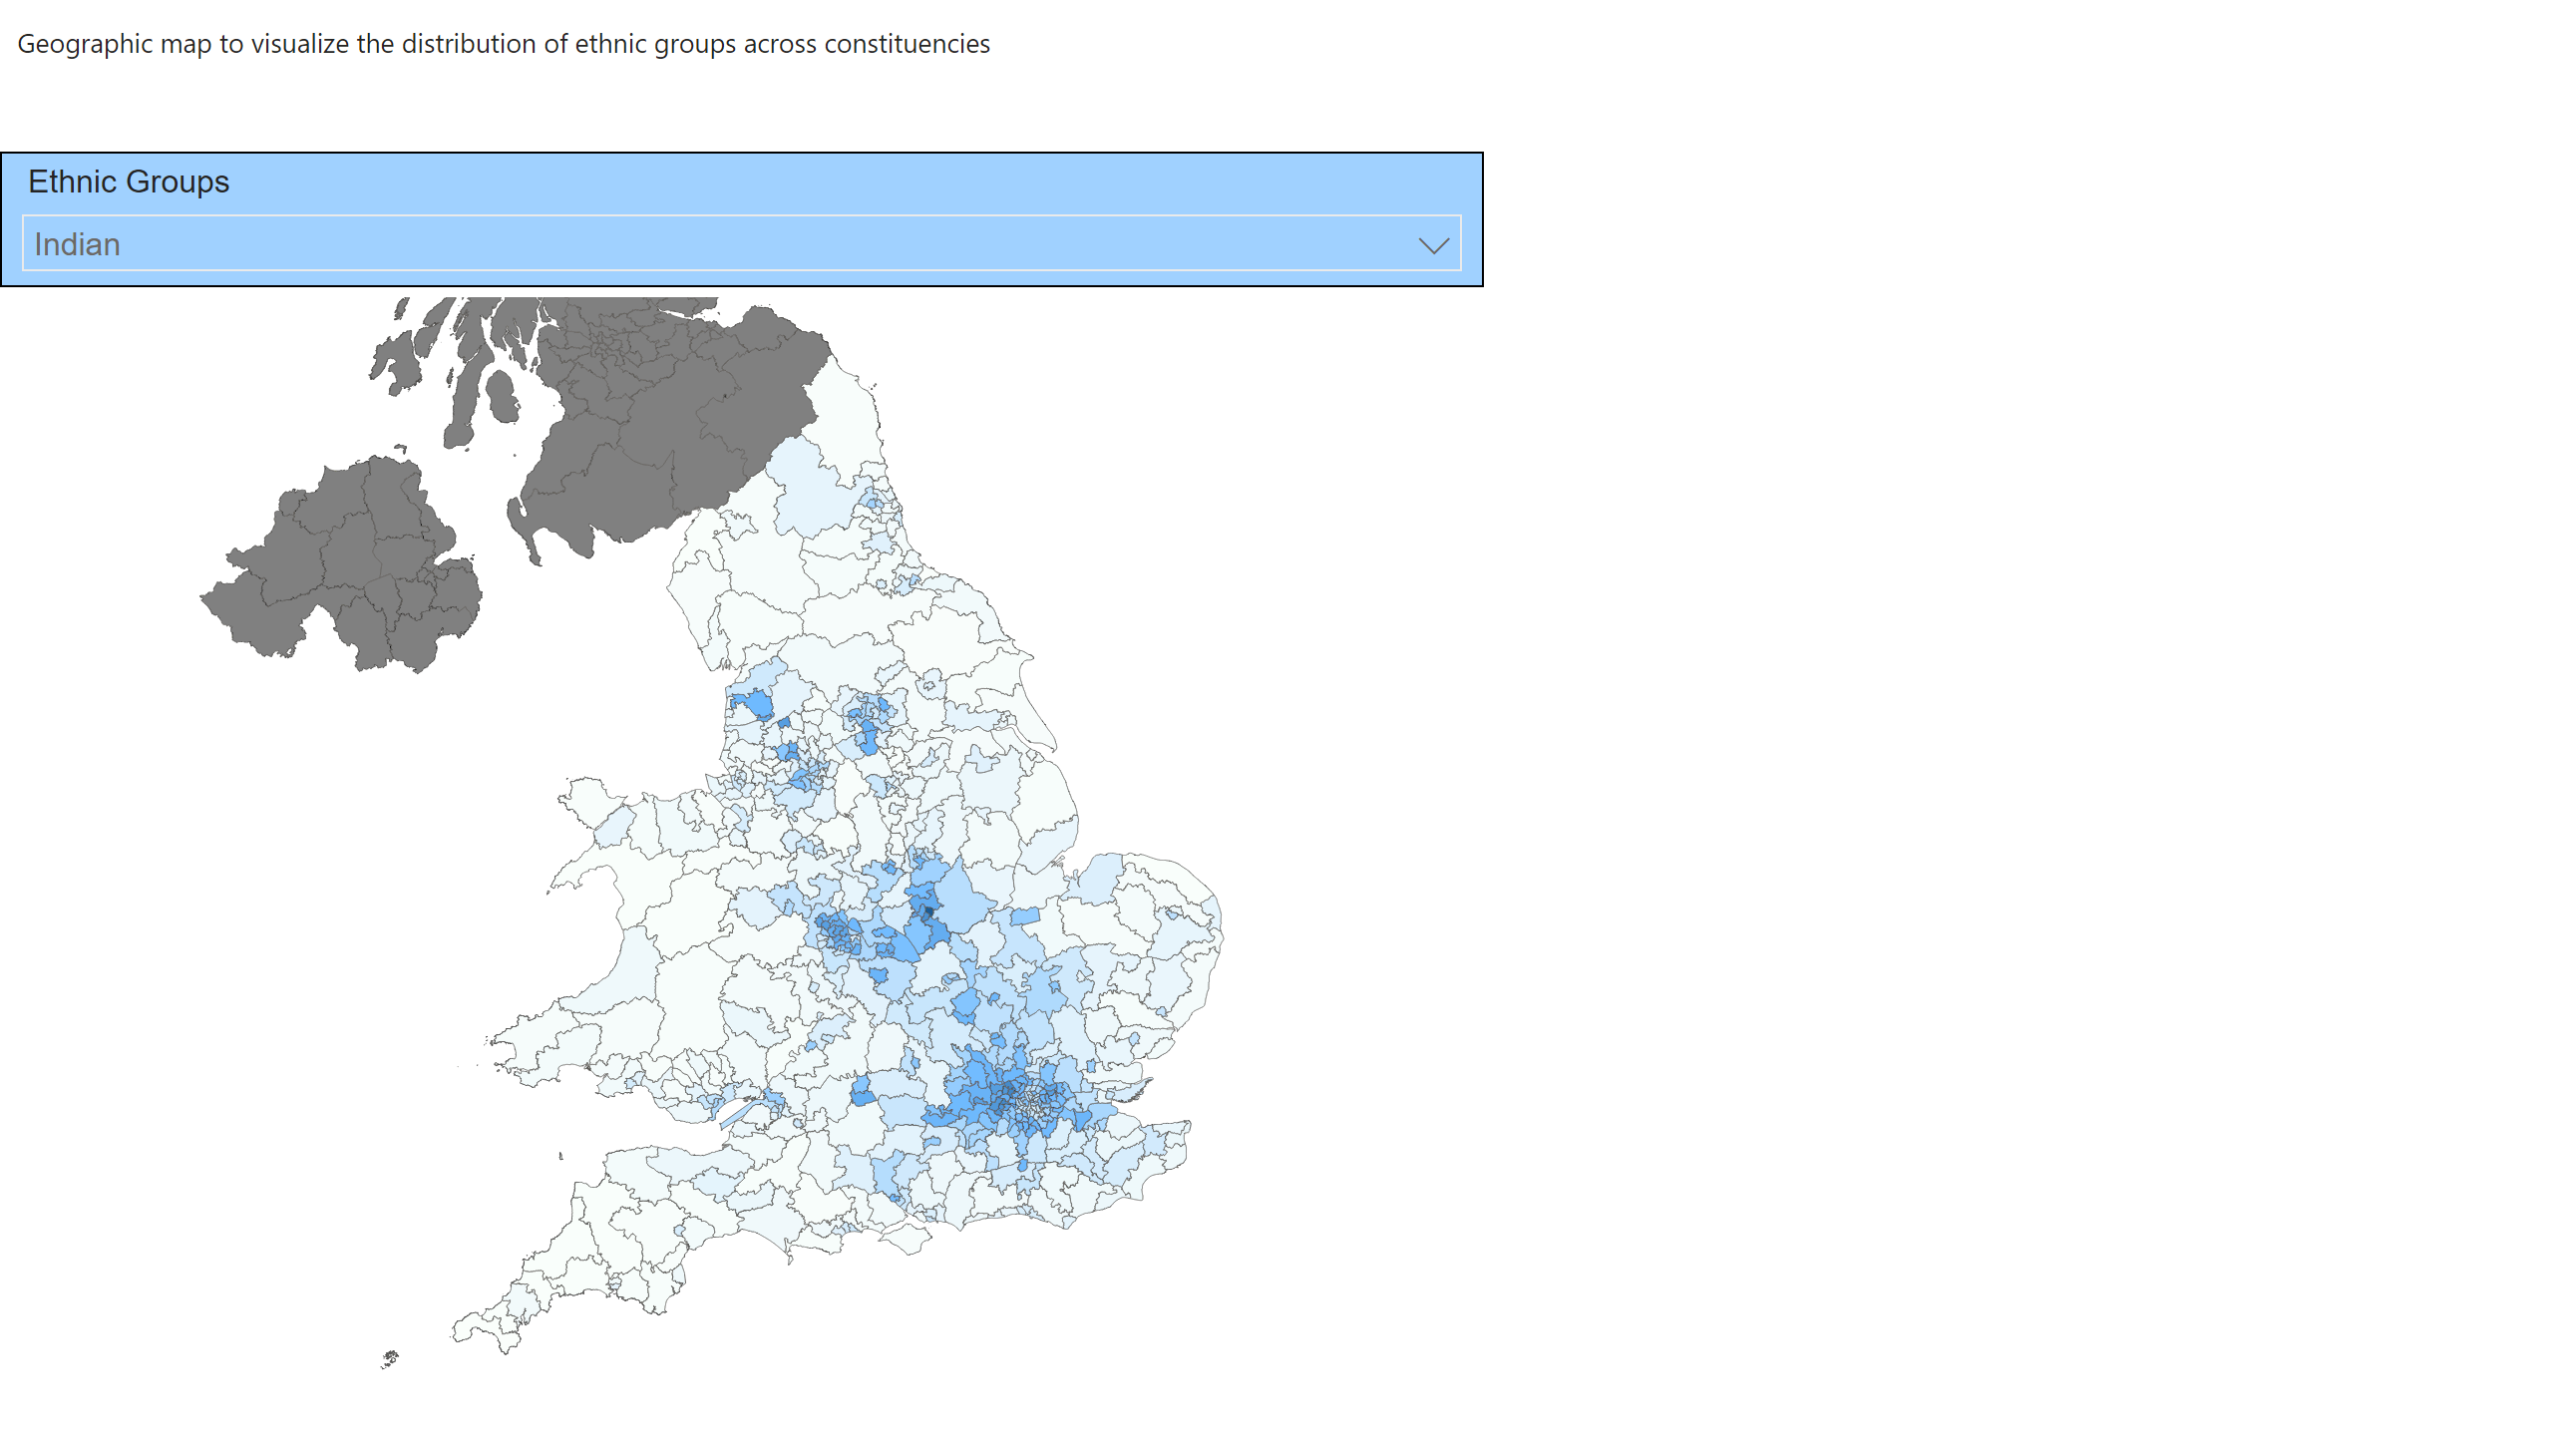 Geographic map to visualize the distribution of ethnic groups across constituencies
Ethnic Groups
Indian